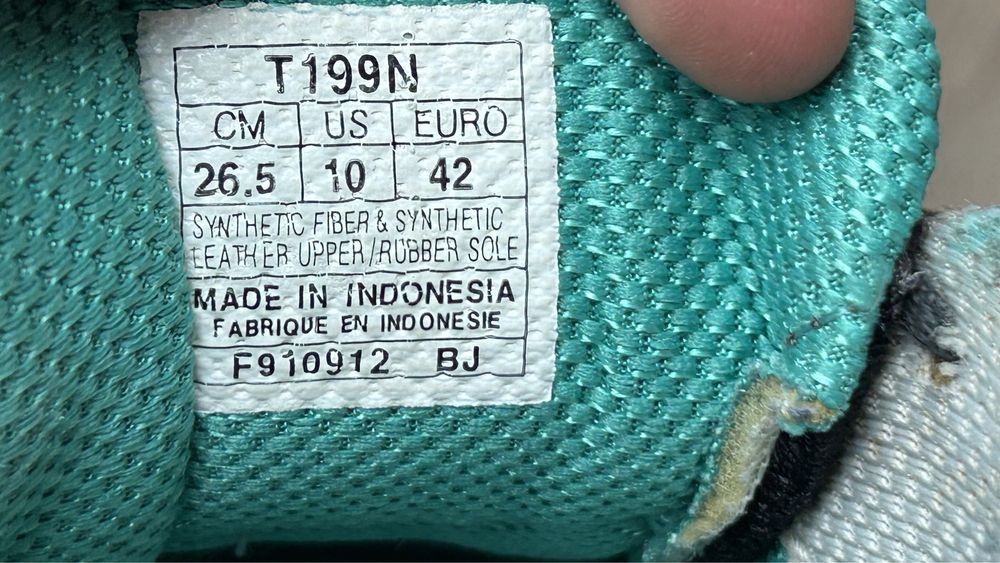 T199N
CM US EURO
26.5 10 42
SYNTHETIC FIBER & SYNTHETIC
LEATHER UPPER/RUBBER SOLE
MADE IN INDONESIA
FABRIQUE EN INDONESIE
F910912 BJ